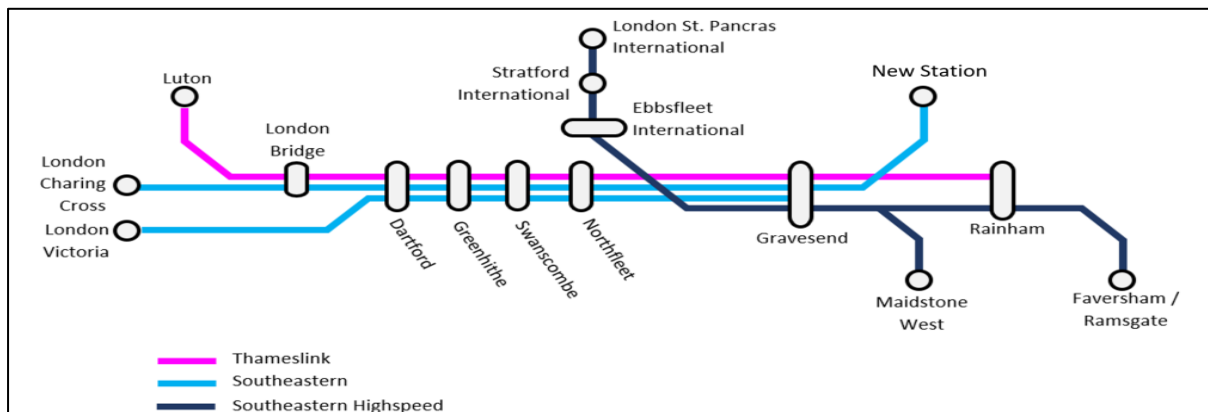 London St. Pancras
International
Stratford
International
New Station
Luton
Ebbsfleet
International
London
Bridge
London
Charing
Cross
London
Victoria
Dartford
Greenhithe
Swanscombe
Northfleet
Gravesend
Rainham
Maidstone
West
Faversham /
Ramsgate
Thameslink
Southeastern
Southeastern Highspeed